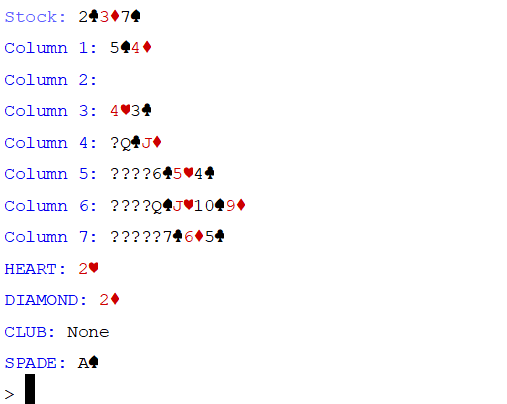 Stock: 2♠3♦7♠
Column 1: 5♠4♦
Column 2:
Column 3: 4♥3♣
Column 4: ?Q♣J♦
Column 5: ????6♣5♥4♣
Column 6: ????Q♠J♥10♠9♦
Column 7: ?????7♣6♦5♣
HEART: 2♥
DIAMOND: 2♦
CLUB: None
SPADE: A♠
>